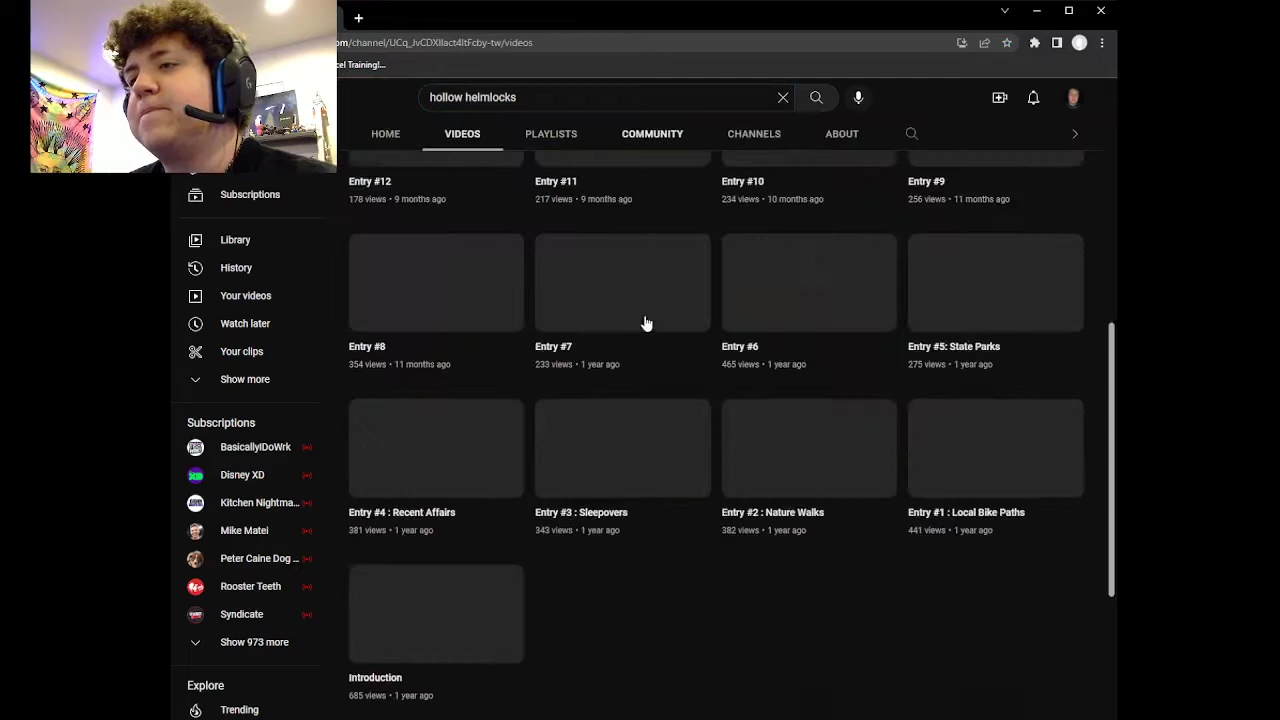 om/channel/UCq_JvCDXIIact4ltFcby-tw/videos
cel Training!...
hollow helmlocks
HOME VIDEOS PLAYLISTS COMMUNITY CHANNELS ABOUT
Entry #12 Entry #11 Entry #10 Entry #9
178 views • 9 months ago 217 views • 9 months ago 234 views • 10 months ago 256 views • 11 months ago
Subscriptions
Library
History
Your videos
Watch later
Your clips
Show more
Entry #8 Entry #7 Entry #6 Entry #5: State Parks
354 views • 11 months ago 233 views • 1 year ago 465 views • 1 year ago 275 views • 1 year ago
Subscriptions
BasicallyIDoWrk
Disney XD
Kitchen Nightma...
Mike Matei
Peter Caine Dog ...
Rooster Teeth
Syndicate
Show 973 more
Entry #4 : Recent Affairs Entry #3 : Sleepovers Entry #2 : Nature Walks Entry #1 : Local Bike Paths
381 views • 1 year ago 343 views • 1 year ago 382 views • 1 year ago 441 views • 1 year ago
Introduction
685 views • 1 year ago
Explore
Trending